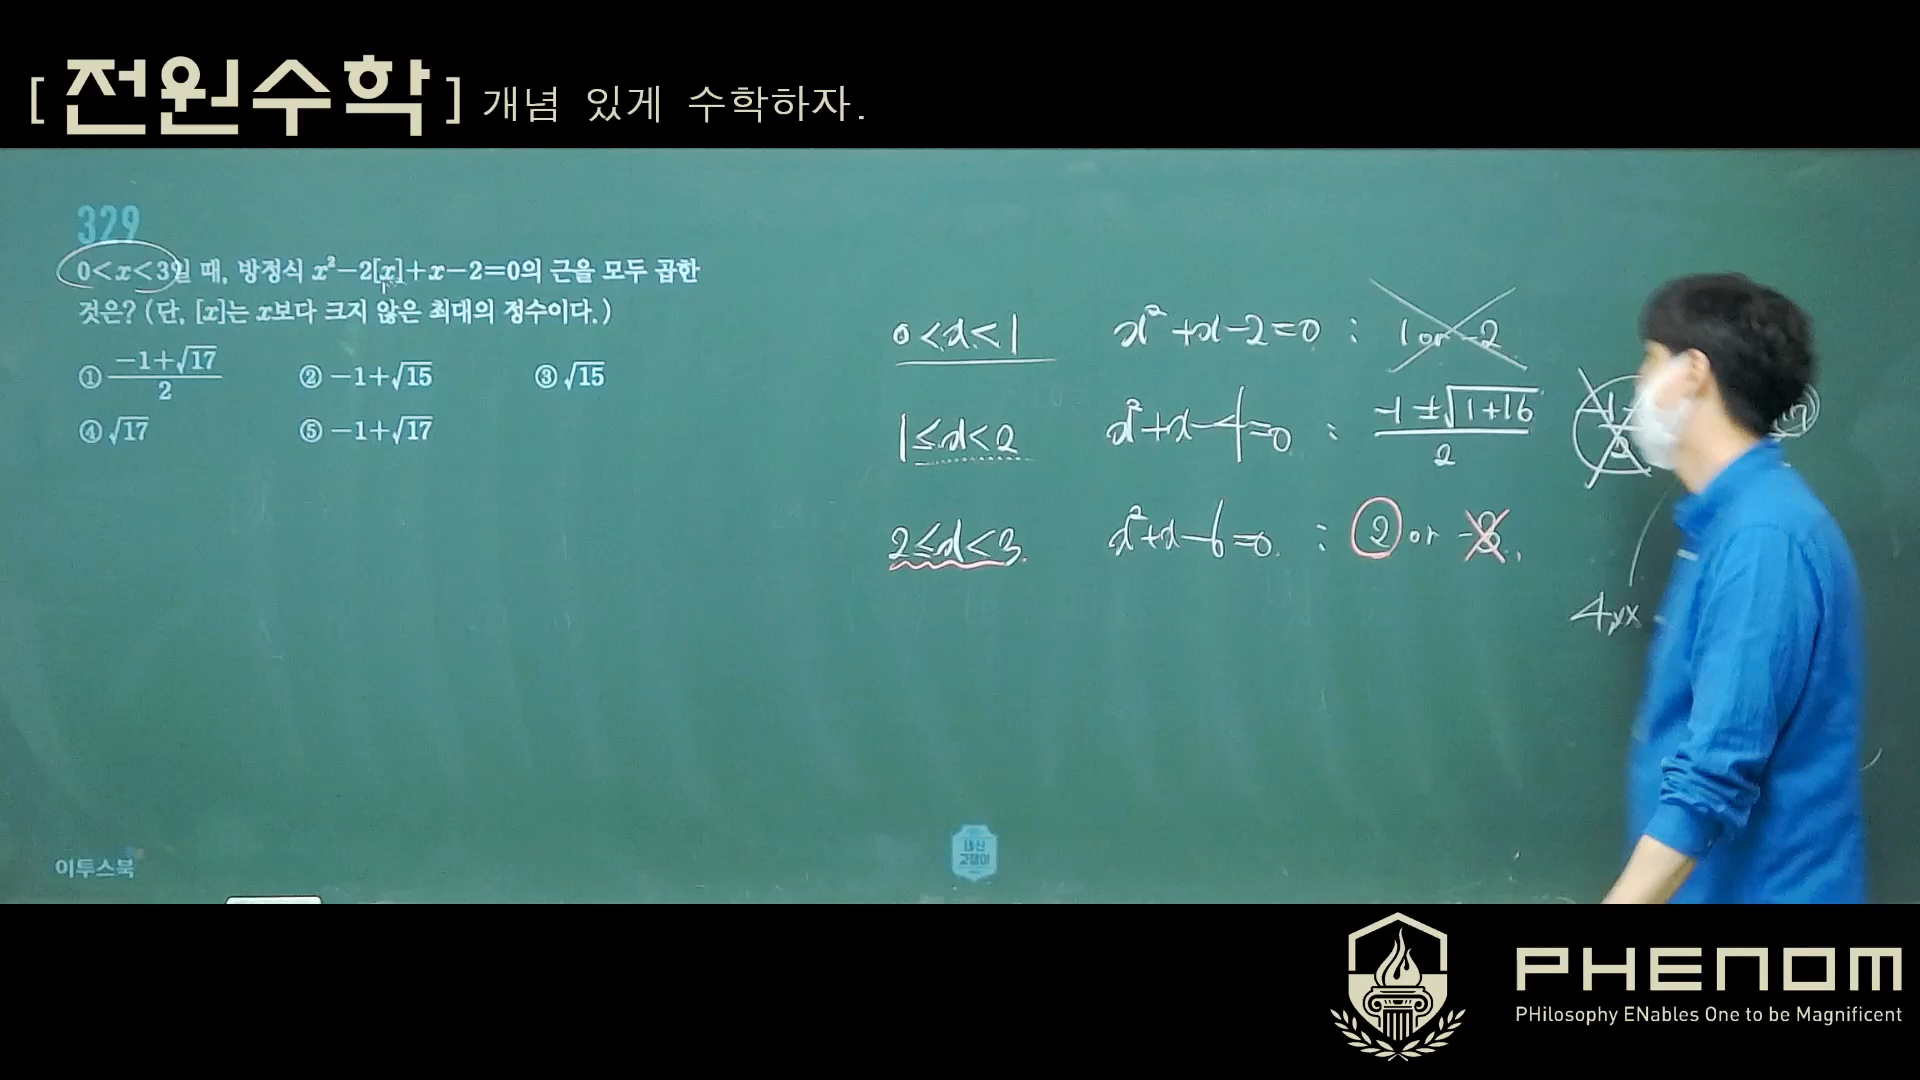 [전원수학] 개념 있게 수학하자.
329
0<x<3일 때, 방정식 x²-2[x]+x-2=0의 근을 모두 곱한
것은? (단, [x]는 x보다 크지 않은 최대의 정수이다.)
① (-1+√17)/2 ② -1+√15 ③ √15
④ √17 ⑤ -1+√17
0<x<1 x²+x-2=0 : 1 or -2
1≤x<2 x²+x-4=0 : (-1±√(1+16))/2
2≤x<3 x²+x-6=0 : 2 or -3.
이투스북
내신
고쟁이
PHENOM
PHilosophy ENables One to be Magnificent